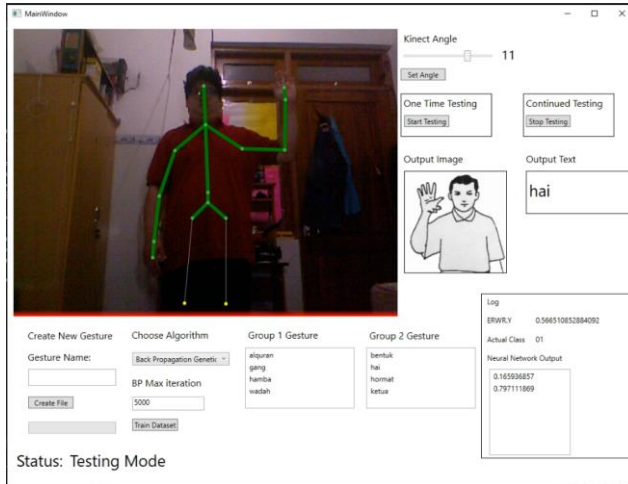 MainWindow
Kinect Angle
11
Set Angle
One Time Testing
Start Testing
Continued Testing
Stop Testing
Output Image
Output Text
hai
Log
ERWR.Y 0.566510852884092
Actual Class 01
Neural Network Output
0.165936857
0.797111869
Create New Gesture
Gesture Name:
Create File
Choose Algorithm
Back Propagation Genetic
BP Max iteration
5000
Train Dataset
Group 1 Gesture
alquran
gang
hamba
wadah
Group 2 Gesture
bentuk
hai
hormat
ketua
Status: Testing Mode